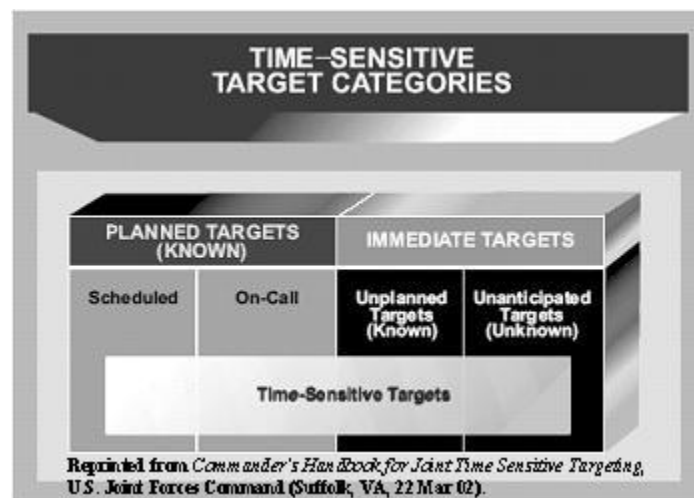 TIME-SENSITIVE
TARGET CATEGORIES
PLANNED TARGETS
(KNOWN)
IMMEDIATE TARGETS
Scheduled
On-Call
Unplanned
Targets
(Known)
Unanticipated
Targets
(Unknown)
Time-Sensitive Targets
Reprinted from Commander's Handbook for Joint Time Sensitive Targeting,
U.S. Joint Forces Command (Suffolk, VA, 22 Mar 02).